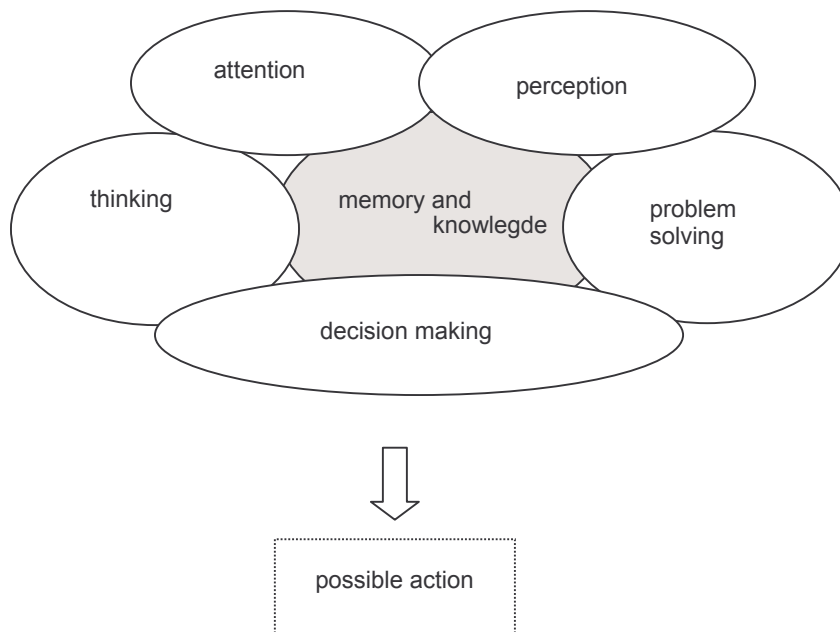 attention
perception
thinking
memory and
knowlegde
problem
solving
decision making
possible action